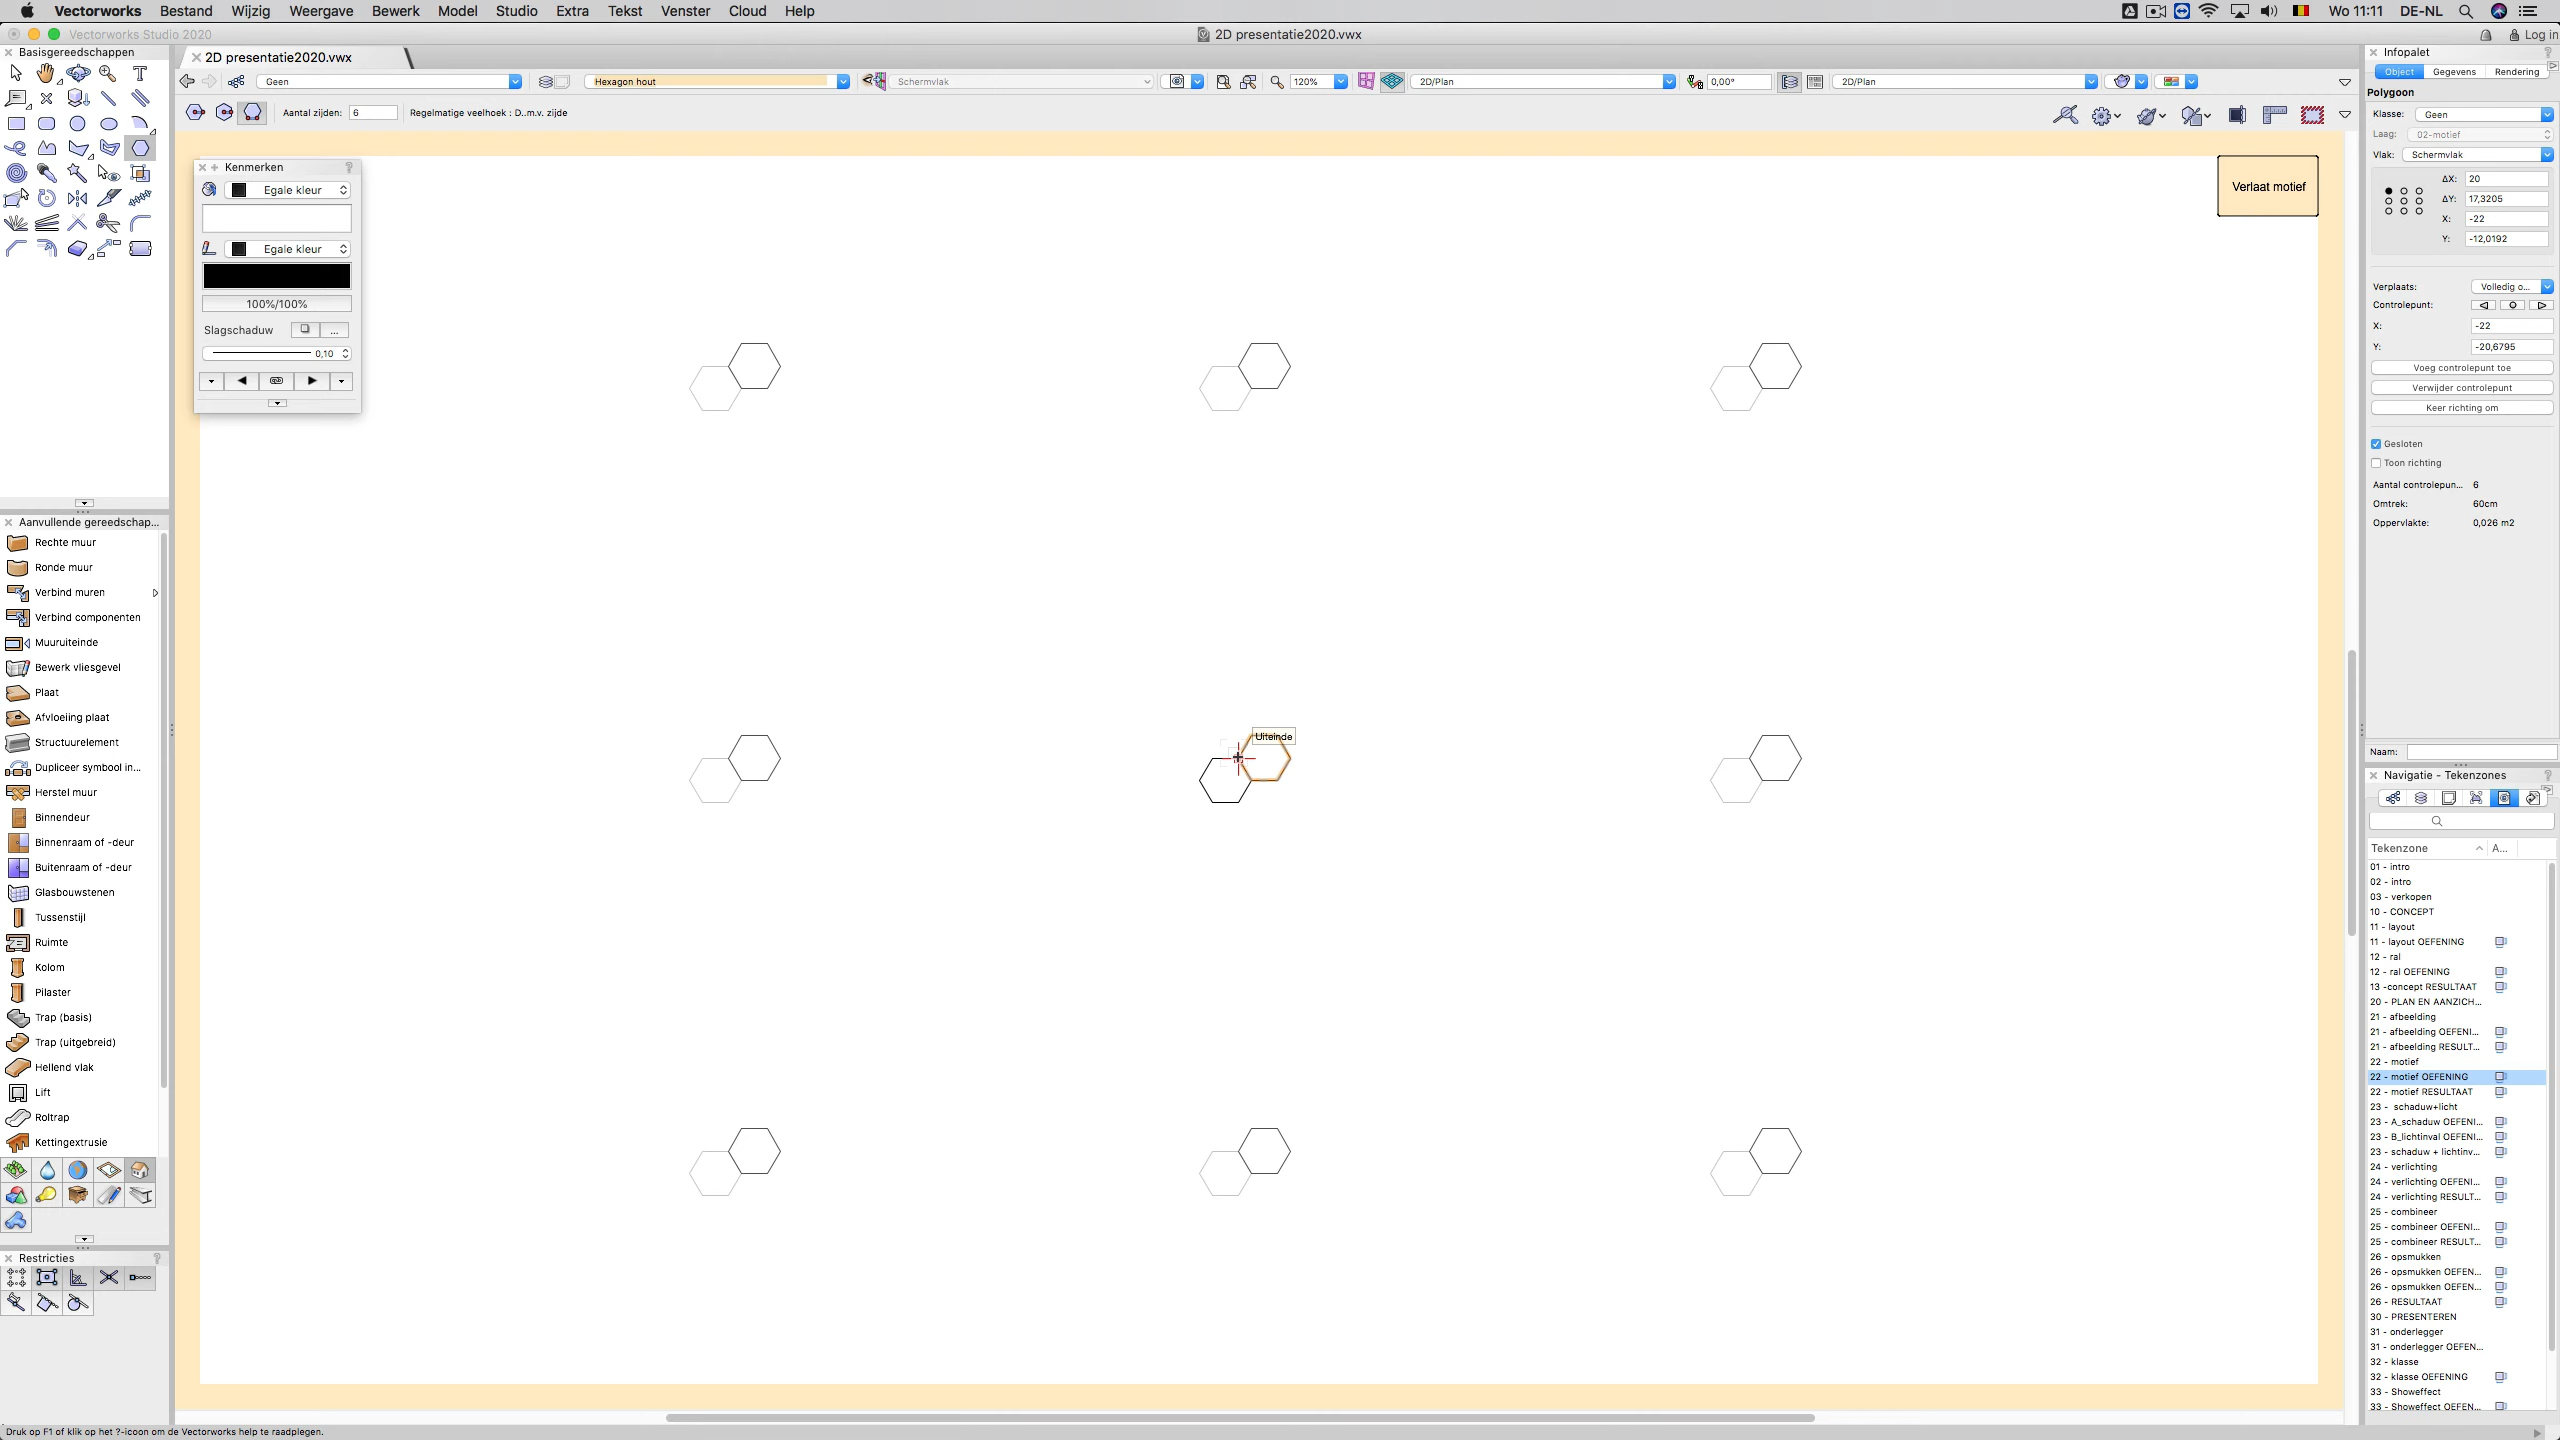 Vectorworks Bestand Wijzig Weergave Bewerk Model Studio Extra Tekst Venster Cloud Help
Wo 11:11 DE-NL
Vectorworks Studio 2020
2D presentatie2020.vwx
Log in
Basisgereedschappen
2D presentatie2020.vwx
Geen
Hexagon hout
Schermvlak
120%
2D/Plan
0,00°
2D/Plan
Aantal zijden: 6
Regelmatige veelhoek : D..m.v. zijde
Kenmerken
Egale kleur
Egale kleur
100%/100%
Slagschaduw
...
0,10
Verlaat motief
Uiteinde
Aanvullende gereedschap...
Rechte muur
Ronde muur
Verbind muren
Verbind componenten
Muuruiteinde
Bewerk vliesgevel
Plaat
Afvloeiing plaat
Structuurelement
Dupliceer symbool in...
Herstel muur
Binnendeur
Binnenraam of -deur
Buitenraam of -deur
Glasbouwstenen
Tussenstijl
Ruimte
Kolom
Pilaster
Trap (basis)
Trap (uitgebreid)
Hellend vlak
Lift
Roltrap
Kettingextrusie
Restricties
Druk op F1 of klik op het ?-icoon om de Vectorworks help te raadplegen.
Infopalet
Object Gegevens Rendering
Polygoon
Klasse: Geen
Laag: 02-motief
Vlak: Schermvlak
ΔX: 20
ΔY: 17,3205
X: -22
Y: -12,0192
Verplaats: Volledig o...
Controlepunt:
X: -22
Y: -20,6795
Voeg controlepunt toe
Verwijder controlepunt
Keer richting om
Gesloten
Toon richting
Aantal controlepun... 6
Omtrek: 60cm
Oppervlakte: 0,026 m2
Naam:
Navigatie - Tekenzones
Tekenzone A...
01 - intro
02 - intro
03 - verkopen
10 - CONCEPT
11 - layout
11 - layout OEFENING
12 - ral
12 - ral OEFENING
13 -concept RESULTAAT
20 - PLAN EN AANZICH...
21 - afbeelding
21 - afbeelding OEFENI...
21 - afbeelding RESULT...
22 - motief
22 - motief OEFENING
22 - motief RESULTAAT
23 - schaduw+licht
23 - A_schaduw OEFENI...
23 - B_lichtinval OEFENI...
23 - schaduw + lichtinv...
24 - verlichting
24 - verlichting OEFENI...
24 - verlichting RESULT...
25 - combineer
25 - combineer OEFENI...
25 - combineer RESULT...
26 - opsmukken
26 - opsmukken OEFEN...
26 - opsmukken OEFEN...
26 - RESULTAAT
30 - PRESENTEREN
31 - onderlegger
31 - onderlegger OEFEN...
32 - klasse
32 - klasse OEFENING
33 - Showeffect
33 - Showeffect OEFEN...